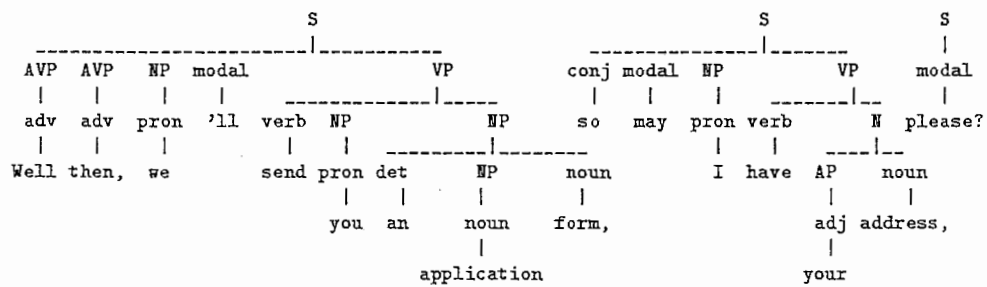 S S S
AVP AVP NP modal VP conj modal NP VP modal
adv adv pron 'll verb NP NP so may pron verb N please?
Well then, we send pron det NP noun I have AP noun
you an noun form, adj address,
application your